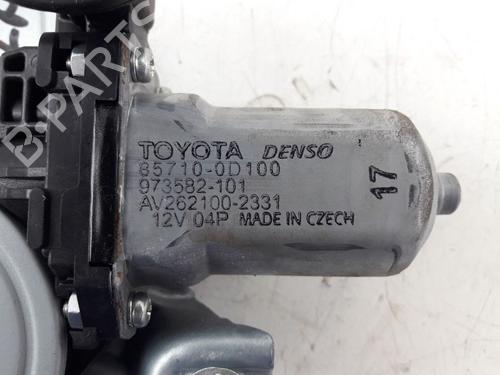 TOYOTA DENSO
85710-0D100
973582-101
AV262100-2331
12V 04P MADE IN CZECH
17
B-PARTS